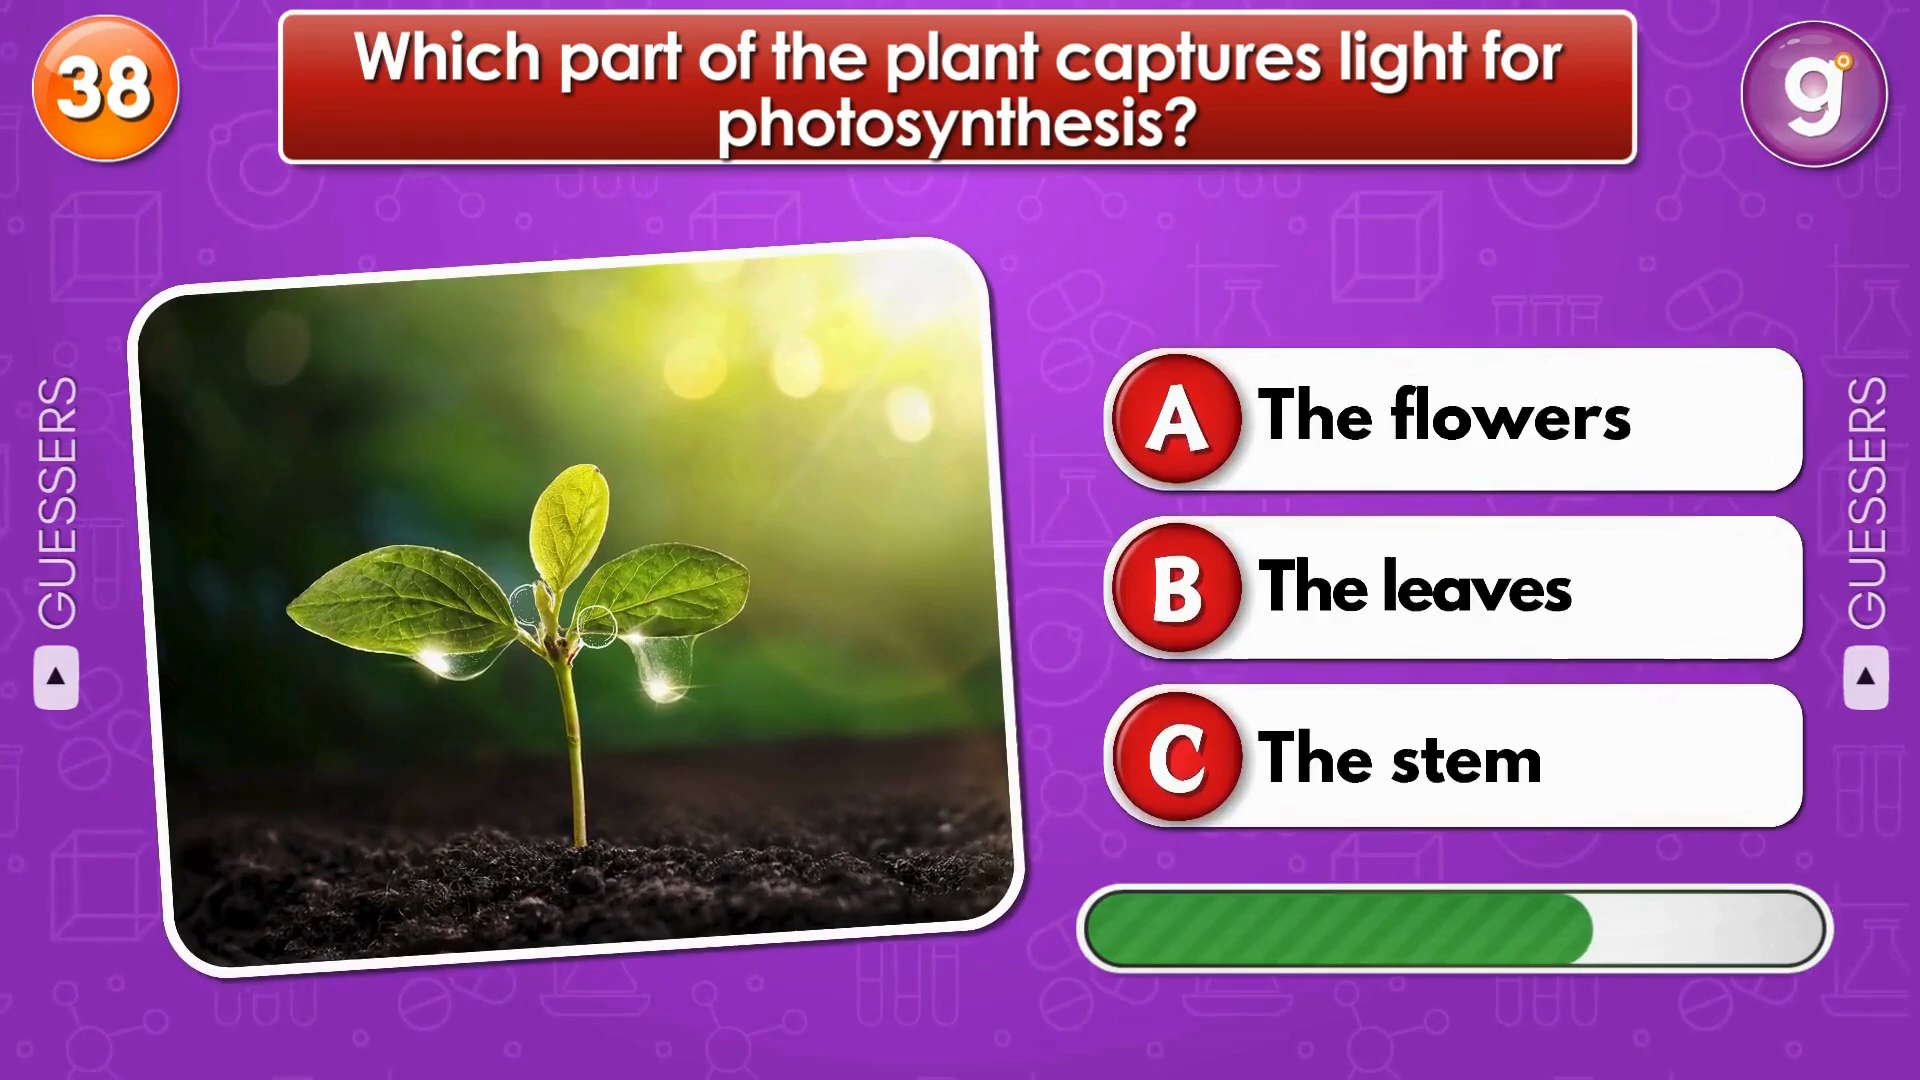 38
Which part of the plant captures light for
photosynthesis?
g
GUESSERS
A The flowers
B The leaves
C The stem
GUESSERS